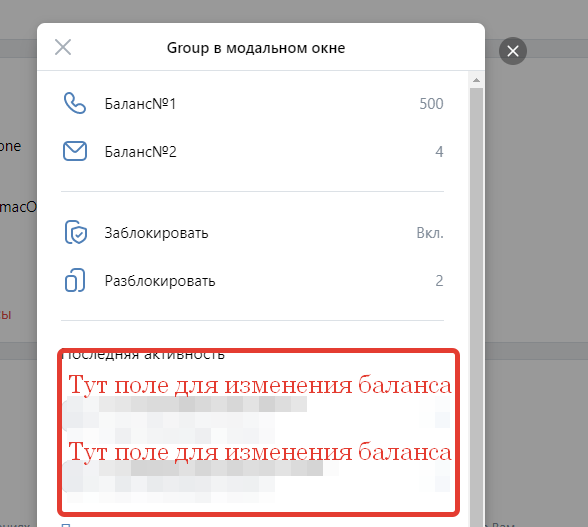 Group в модальном окне
one
Баланс№1 500
Баланс№2 4
macO
Заблокировать Вкл.
Разблокировать 2
сы
Последняя активность
Тут поле для изменения баланса
Тут поле для изменения баланса